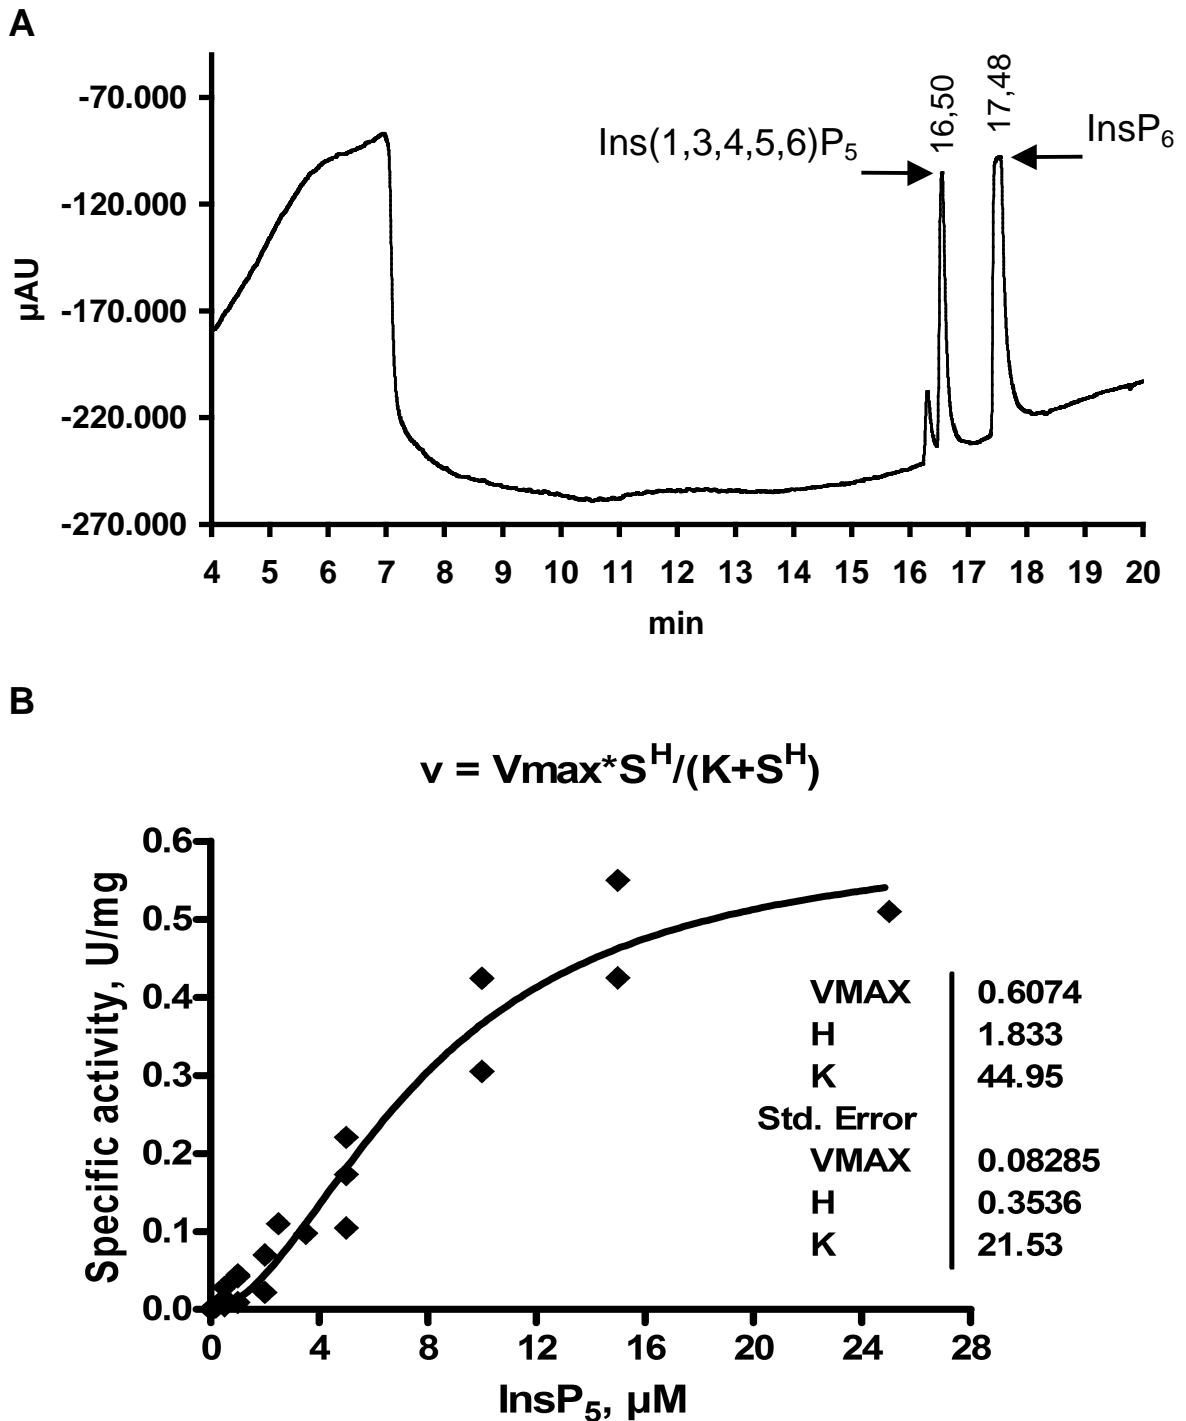 A
-70.000
-120.000
-170.000
-220.000
-270.000
µAU
Ins(1,3,4,5,6)P5
16,50
17,48
InsP6
4 5 6 7 8 9 10 11 12 13 14 15 16 17 18 19 20
min
B
v = Vmax*S^H/(K+S^H)
0.6
0.5
0.4
0.3
0.2
0.1
0.0
Specific activity, U/mg
VMAX 0.6074
H 1.833
K 44.95
Std. Error
VMAX 0.08285
H 0.3536
K 21.53
0 4 8 12 16 20 24 28
InsP5, µM